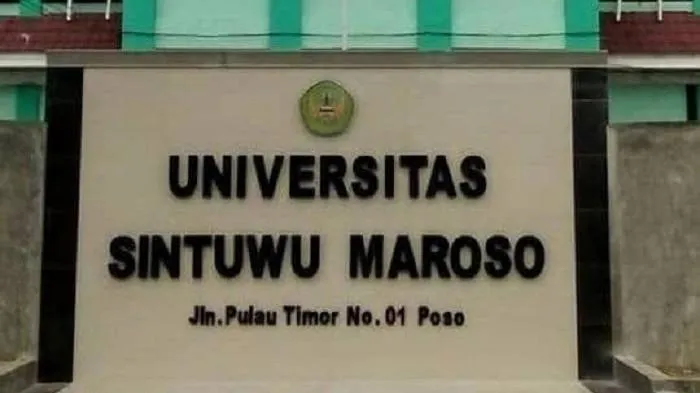 UNIVERSITAS
SINTUWU MAROSO
Jln.Pulau Timor No.01 Poso